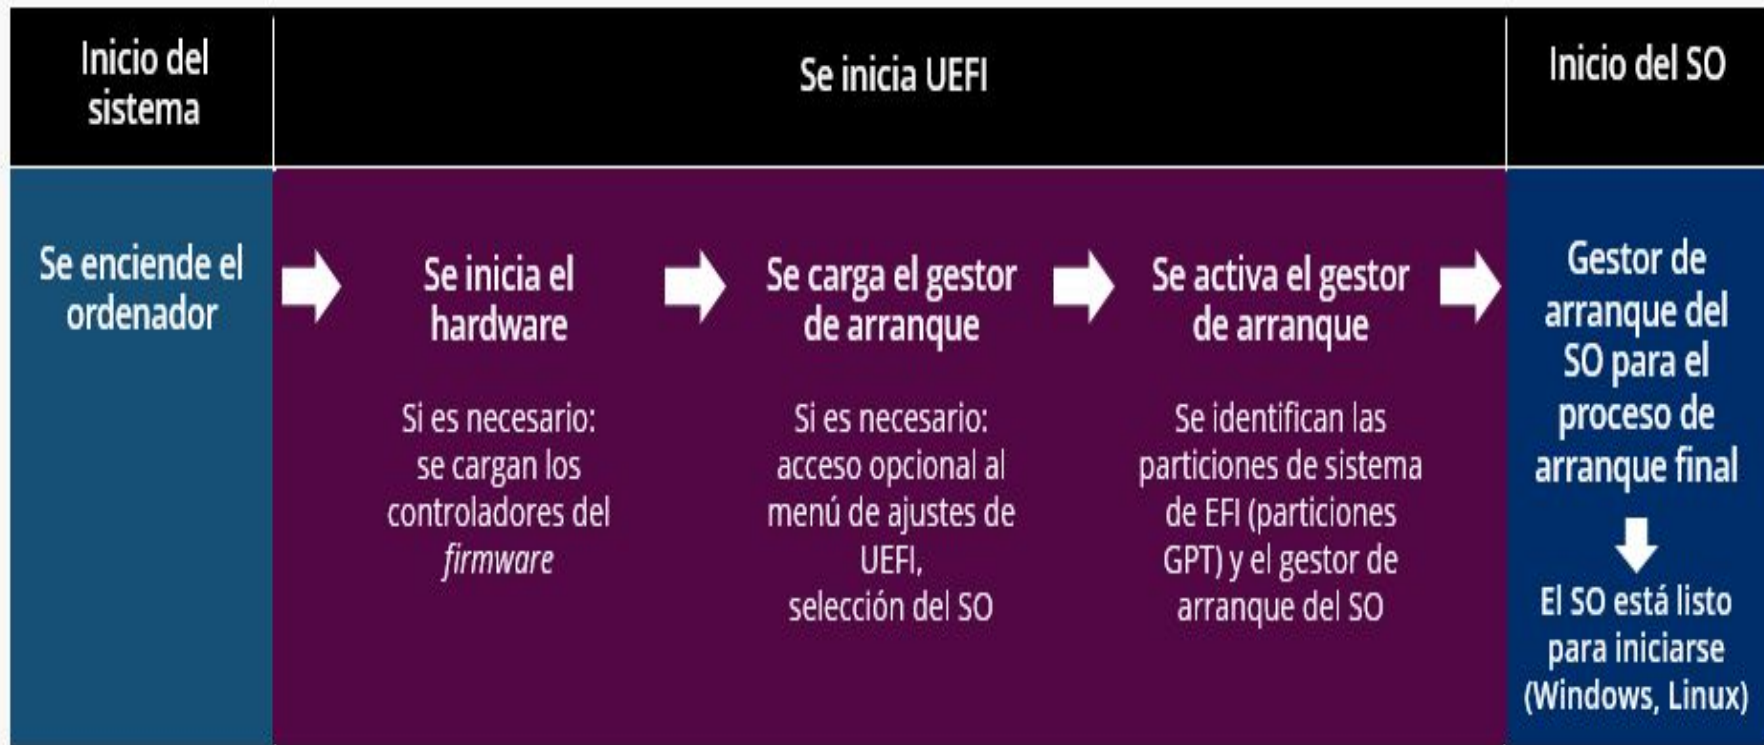 Inicio del
sistema
Se inicia UEFI
Inicio del SO
Se enciende el
ordenador
Se inicia el
hardware
Si es necesario:
se cargan los
controladores del
firmware
Se carga el gestor
de arranque
Si es necesario:
acceso opcional al
menú de ajustes de
UEFI,
selección del SO
Se activa el gestor
de arranque
Se identifican las
particiones de sistema
de EFI (particiones
GPT) y el gestor de
arranque del SO
Gestor de
arranque del
SO para el
proceso de
arranque final
El SO está listo
para iniciarse
(Windows, Linux)